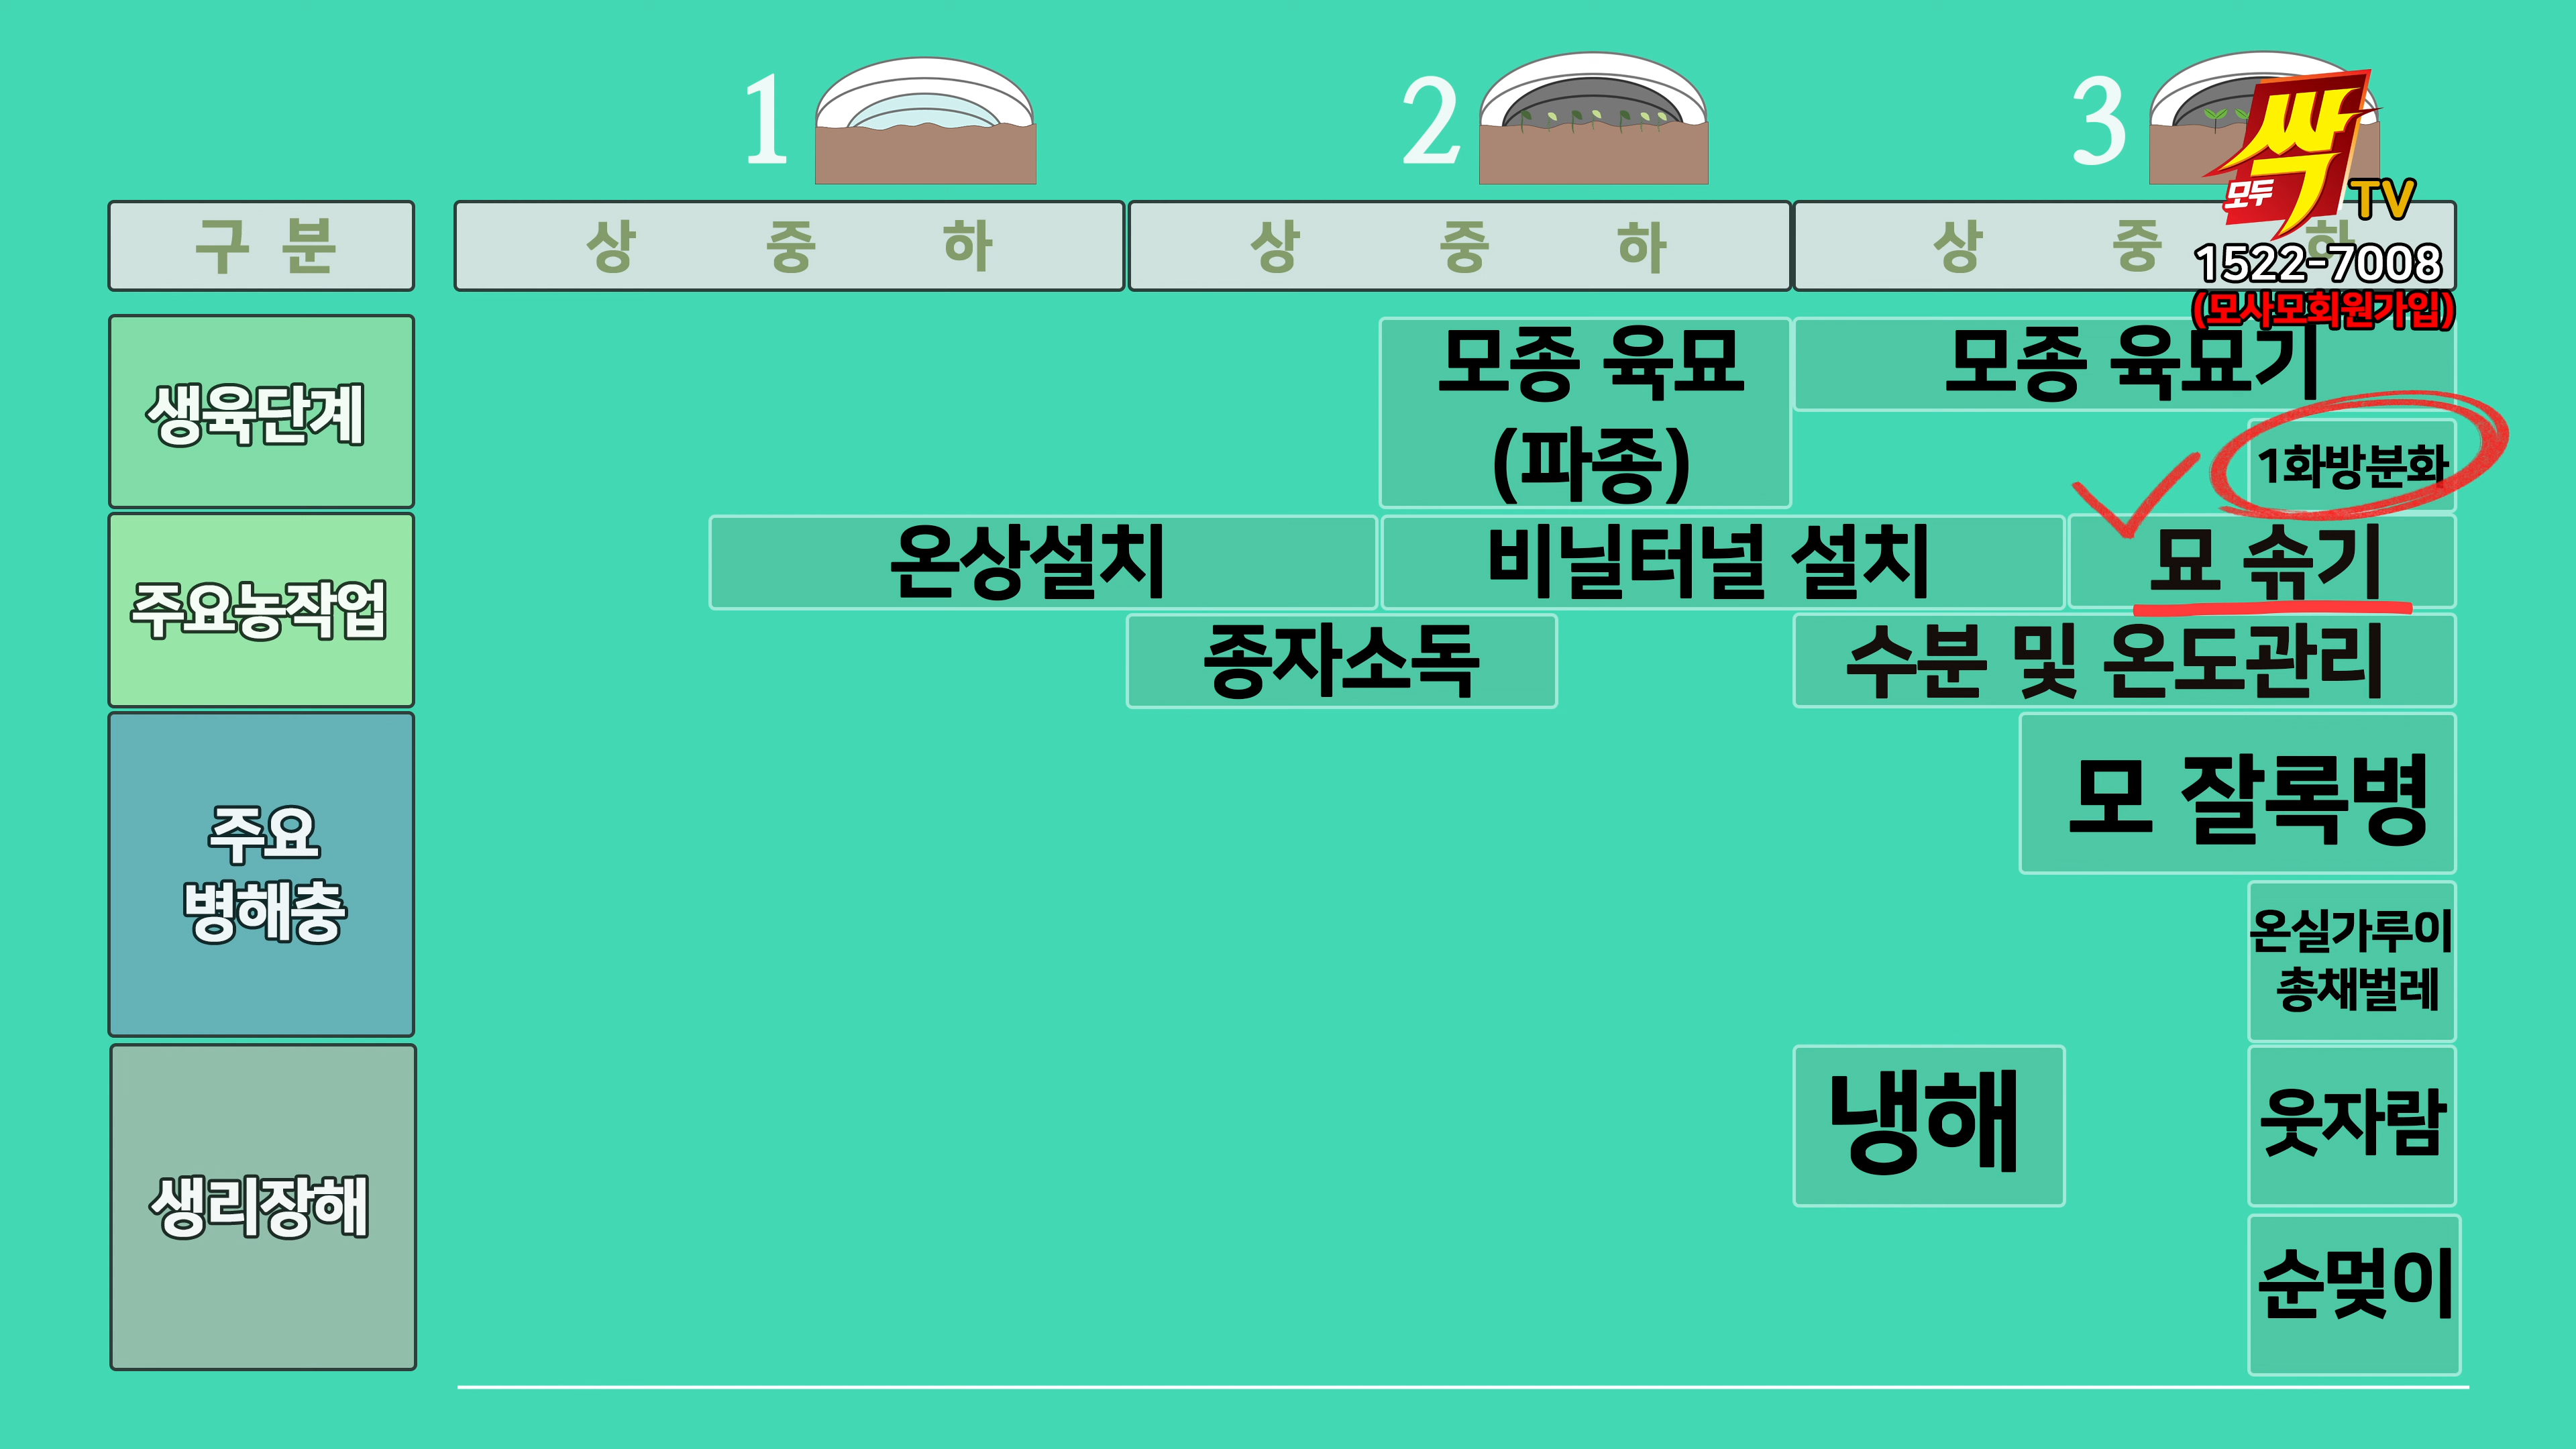 1
2
3
싹
모두
TV
1522-7008
(모사모회원가입)
구 분
상 중 하
상 중 하
상 중 하
생육단계
모종 육묘
(파종)
모종 육묘기
1화방분화
주요농작업
온상설치
비닐터널 설치
묘 솎기
종자소독
수분 및 온도관리
주요
병해충
모 잘록병
온실가루이
총채벌레
생리장해
냉해
웃자람
순멎이